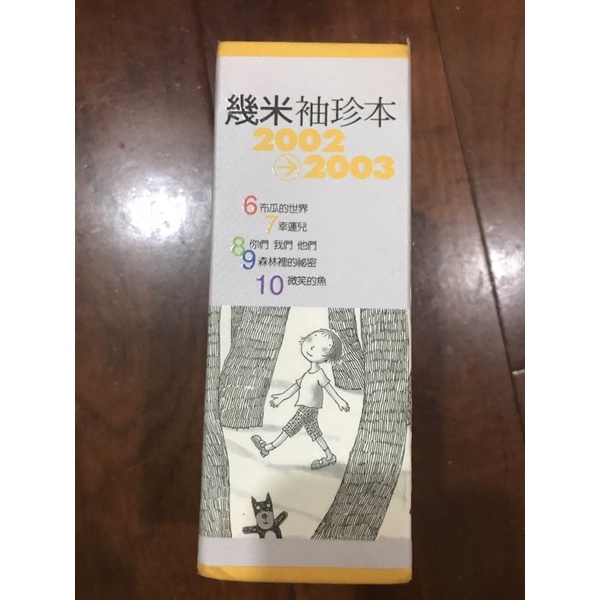 幾米袖珍本
2002
→2003
6 布瓜的世界
7 幸運兒
8 你們 我們 他們
9 森林裡的祕密
10 微笑的魚